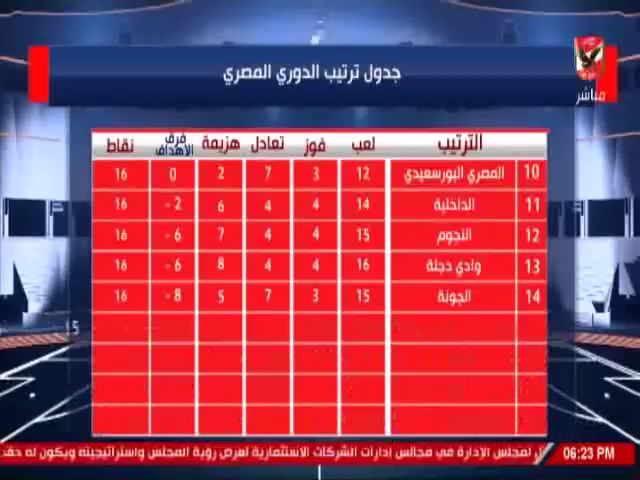 جدول ترتيب الدوري المصري
مباشر
الترتيب لعب فوز تعادل هزيمة فرق الأهداف نقاط
10 المصري البورسعيدي 12 3 7 2 0 16
11 الداخلية 14 4 4 6 - 2 16
12 النجوم 15 4 4 7 - 6 16
13 وادي دجلة 16 4 4 8 - 6 16
14 الجونة 15 3 7 5 - 8 16
لمجلس الإدارة في مجالس إدارات الشركات الاستثمارية لعرض رؤية المجلس واستراتيجيته ويكون له حق
06:23 PM